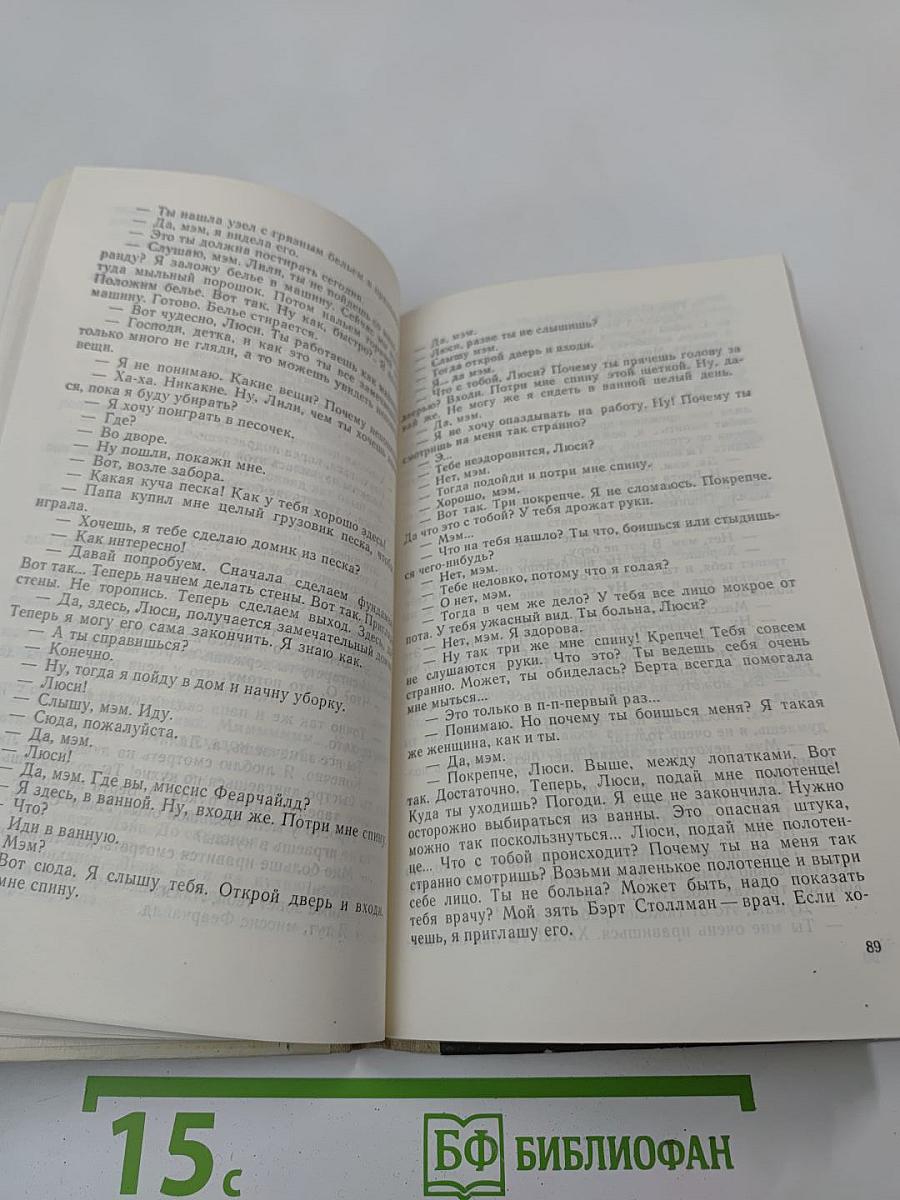 — Ты нашла узел с грязным бельем в
— Да, мэм, я видела его.
— Это ты должна постирать сегодня.
— Слушаю, мэм. Лили, ты не пойдешь со
ранду? Я заложу белье в машину. Сейчас мы
туда мыльный порошок. Потом нальем
Положим белье. Вот так. Ну как, быстро? Я
машину. Готово. Белье стирается.
— Вот чудесно, Люси. Ты работаешь как
— Господи, детка, и как это ты все
только много не гляди, а то можешь увидеть
вещи.
— Я не понимаю. Какие вещи? Почему
— Ха-ха. Никакие. Ну, Лили, чем ты хочешь
ся, пока я буду убирать?
— Я хочу поиграть в песочек.
— Где?
— Во дворе.
— Ну пошли, покажи мне.
— Вот, возле забора.
— Какая куча песка! Как у тебя хорошо здесь!
— Папа купил мне целый грузовик песка, чтобы
играла.
— Хочешь, я тебе сделаю домик из песка?
— Как интересно!
— Давай попробуем. Сначала сделаем
Вот так... Теперь начнем делать стены. Вот так.
стены. Не торопись. Теперь сделаем выход. Здесь, да
— Да, здесь, Люси, получается замечательный
Теперь я могу его сама закончить. Я знаю как.
— А ты справишься?
— Конечно.
— Ну, тогда я пойду в дом и начну уборку.
— Люси!
— Слышу, мэм. Иду.
— Сюда, пожалуйста.
— Да, мэм.
— Люси!
— Да, мэм. Где вы, миссис Феарчайлд?
— Я здесь, в ванной. Ну, входи же. Потри мне спину.
— Что?
Иди в ванную.
Мэм?
Вот сюда. Я слышу тебя. Открой дверь и входи.
мне спину.
— Да, мэм.
— Люси, разве ты не слышишь?
— Слышу мэм.
— Тогда открой дверь и входи.
— Я... да мэм.
— Что с тобой, Люси? Почему ты прячешь голову за
дверью? Входи. Потри мне спину этой щеткой. Ну, да-
вай же. Не могу же я сидеть в ванной целый день.
— Да, мэм.
— Я не хочу опаздывать на работу, Ну! Почему ты
смотришь на меня так странно?
— Э...
— Тебе нездоровится, Люси?
— Нет, мэм.
— Тогда подойди и потри мне спину.
— Хорошо, мэм.
— Вот так. Три покрепче. Я не сломаюсь. Покрепче.
Да что это с тобой? У тебя дрожат руки.
— Мэм...
— Что на тебя нашло? Ты что, боишься или стыдишь-
ся чего-нибудь?
— Нет, мэм.
— Тебе неловко, потому что я голая?
— О нет, мэм.
— Тогда в чем же дело? У тебя все лицо мокрое от
пота. У тебя ужасный вид. Ты больна, Люси?
— Нет, мэм. Я здорова.
— Ну так три же мне спину! Крепче! Тебя совсем
не слушаются руки. Что это? Ты ведешь себя очень
странно. Может, ты обиделась? Берта всегда помогала
мне мыться...
— Это только в п-п-первый раз...
— Понимаю. Но почему ты боишься меня? Я такая
же женщина, как и ты.
— Да, мэм.
— Покрепче, Люси. Выше, между лопатками. Вот
так. Достаточно. Теперь, Люси, подай мне полотенце!
Куда ты уходишь? Погоди. Я еще не закончила. Нужно
осторожно выбираться из ванны. Это опасная штука,
можно так поскользнуться... Люси, подай мне полотен-
це... Что с тобой происходит? Почему ты на меня так
странно смотришь? Возьми маленькое полотенце и вытри
себе лицо. Ты не больна? Может быть, надо показать
тебя врачу? Мой зять Бэрт Столлман — врач. Если хо-
чешь, я приглашу его.
89
15 с
БФ БИБЛИОФАН